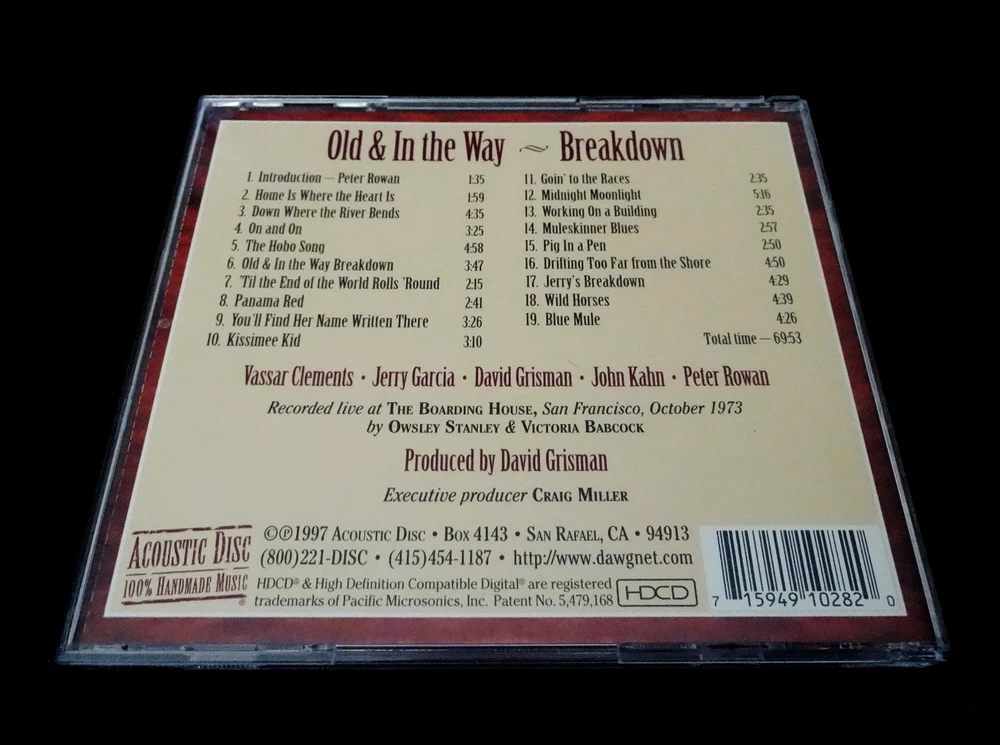 Old & In the Way ~ Breakdown
1. Introduction — Peter Rowan 1:35
2. Home Is Where the Heart Is 1:59
3. Down Where the River Bends 4:35
4. On and On 3:25
5. The Hobo Song 4:58
6. Old & In the Way Breakdown 3:47
7. 'Til the End of the World Rolls 'Round 2:15
8. Panama Red 2:41
9. You'll Find Her Name Written There 3:26
10. Kissimee Kid 3:10
11. Goin' to the Races 2:35
12. Midnight Moonlight 5:16
13. Working On a Building 2:35
14. Muleskinner Blues 2:57
15. Pig In a Pen 2:50
16. Drifting Too Far from the Shore 4:50
17. Jerry's Breakdown 4:29
18. Wild Horses 4:39
19. Blue Mule 4:26
Total time — 69:53
Vassar Clements • Jerry Garcia • David Grisman • John Kahn • Peter Rowan
Recorded live at The Boarding House, San Francisco, October 1973
by Owsley Stanley & Victoria Babcock
Produced by David Grisman
Executive producer Craig Miller
Acoustic Disc
100% Handmade Music ®
©℗1997 Acoustic Disc • Box 4143 • San Rafael, CA • 94913
(800)221-DISC • (415)454-1187 • http://www.dawgnet.com
HDCD® & High Definition Compatible Digital® are registered
trademarks of Pacific Microsonics, Inc. Patent No. 5,479,168
HDCD
7 15949 10282 0